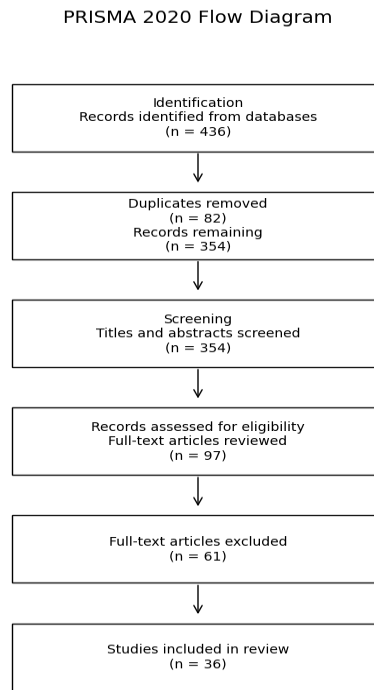 PRISMA 2020 Flow Diagram
Identification
Records identified from databases
(n = 436)
Duplicates removed
(n = 82)
Records remaining
(n = 354)
Screening
Titles and abstracts screened
(n = 354)
Records assessed for eligibility
Full-text articles reviewed
(n = 97)
Full-text articles excluded
(n = 61)
Studies included in review
(n = 36)